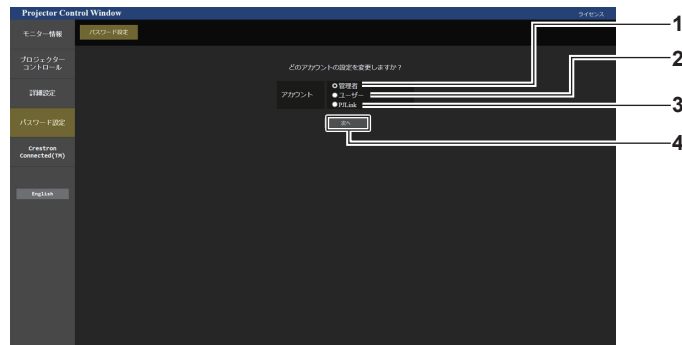 Projector Control Window
ライセンス
モニター情報
パスワード設定
プロジェクター
コントロール
詳細設定
パスワード設定
Crestron
Connected(TM)
English
どのアカウントの設定を変更しますか？
アカウント
管理者
ユーザー
PJLink
次へ
1
2
3
4